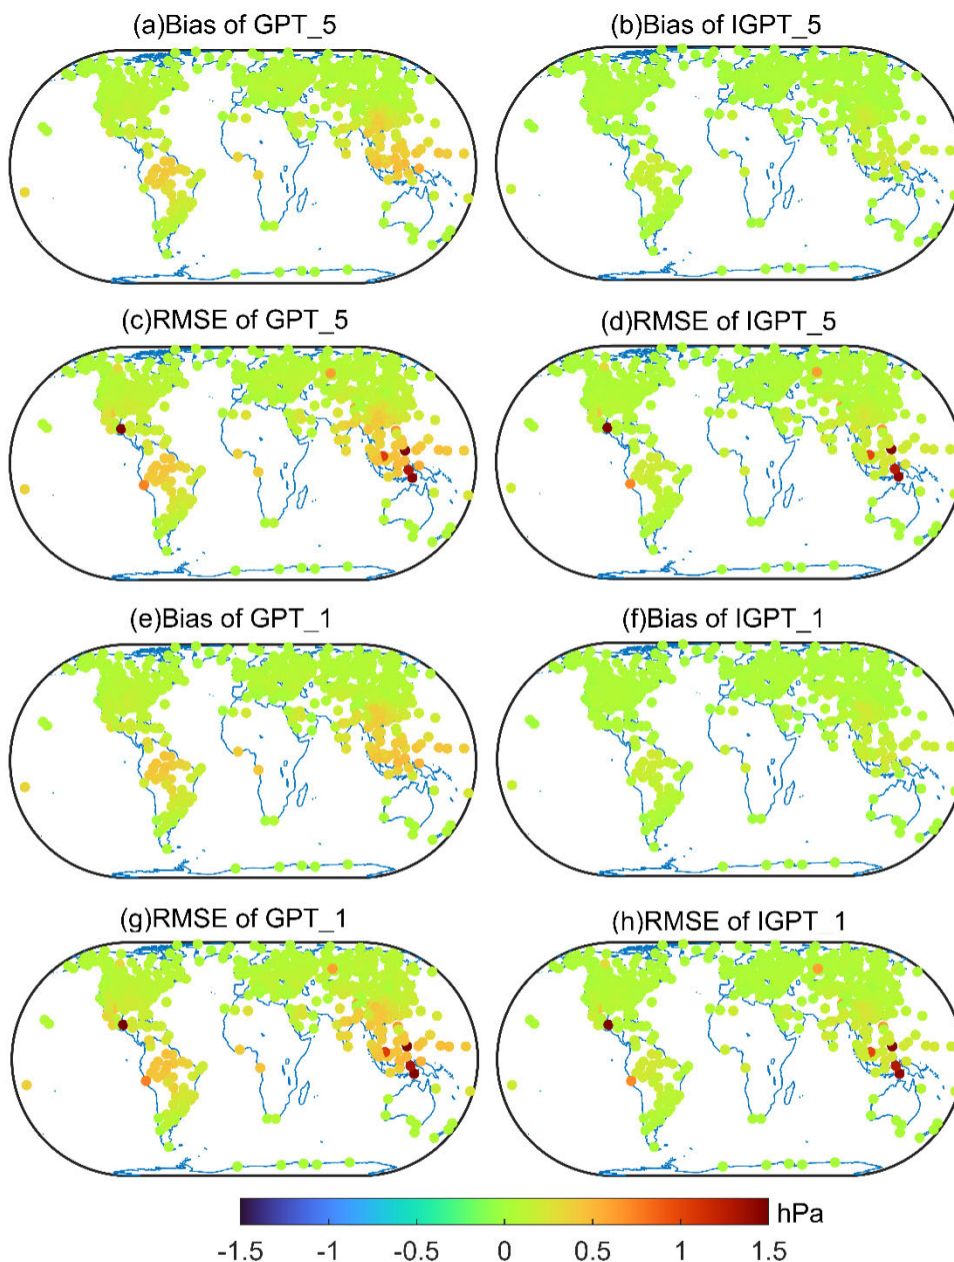 (a)Bias of GPT_5
(b)Bias of IGPT_5
(c)RMSE of GPT_5
(d)RMSE of IGPT_5
(e)Bias of GPT_1
(f)Bias of IGPT_1
(g)RMSE of GPT_1
(h)RMSE of IGPT_1
hPa
-1.5 -1 -0.5 0 0.5 1 1.5